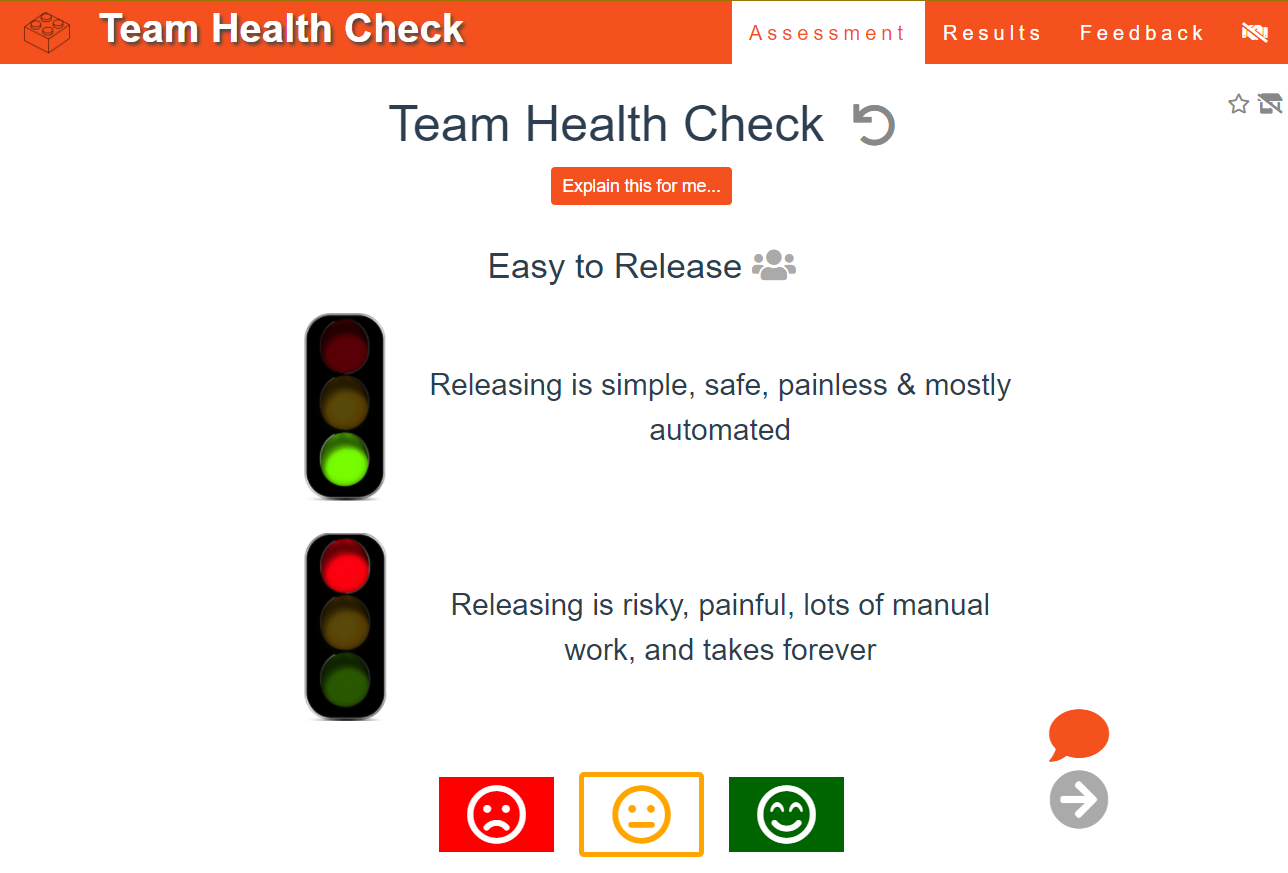 Team Health Check
Assessment
Results
Feedback
Team Health Check
Explain this for me...
Easy to Release
Releasing is simple, safe, painless & mostly
automated
Releasing is risky, painful, lots of manual
work, and takes forever